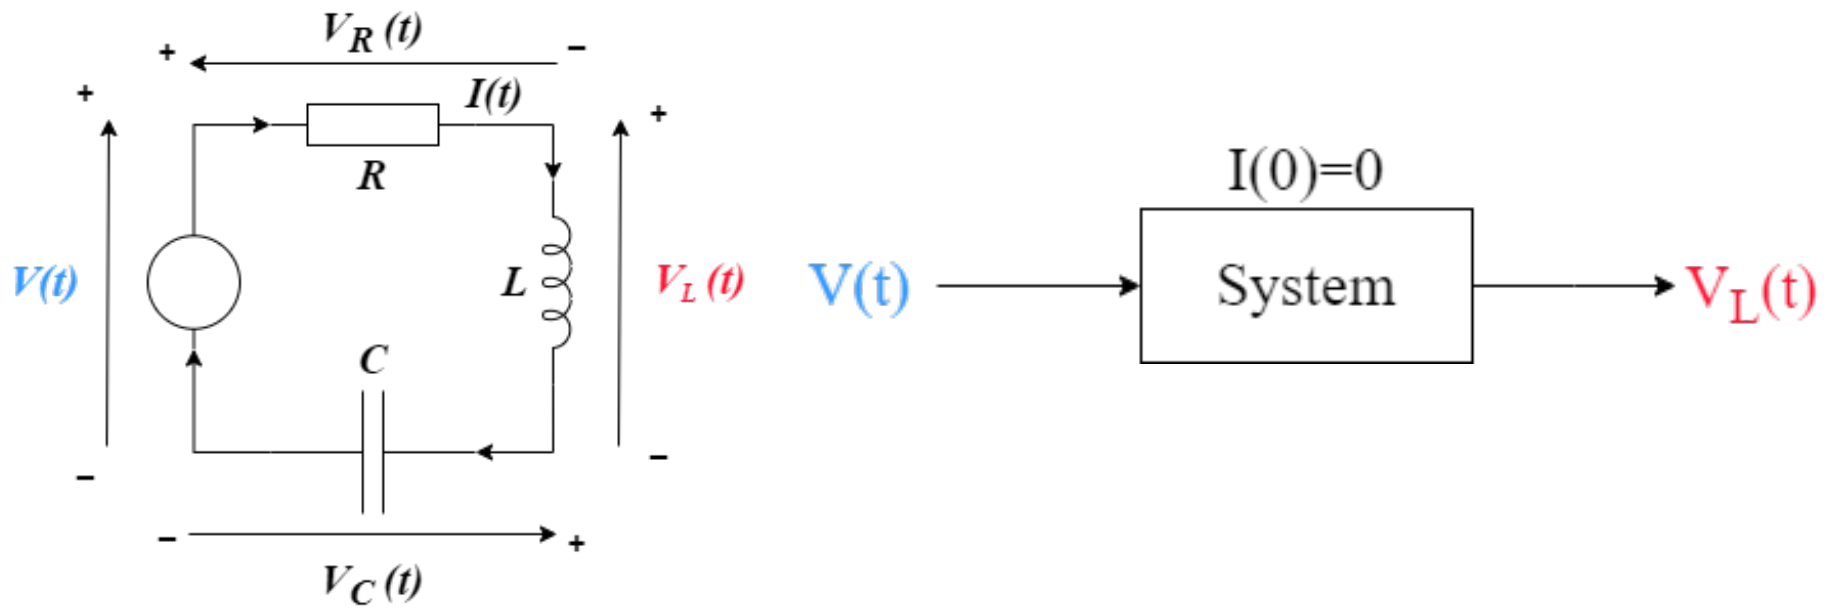 V_R (t)
+
−
+
I(t)
+
R
V(t)
L
V_L (t)
C
−
−
−
+
V_C (t)
I(0)=0
V(t)
System
V_L(t)